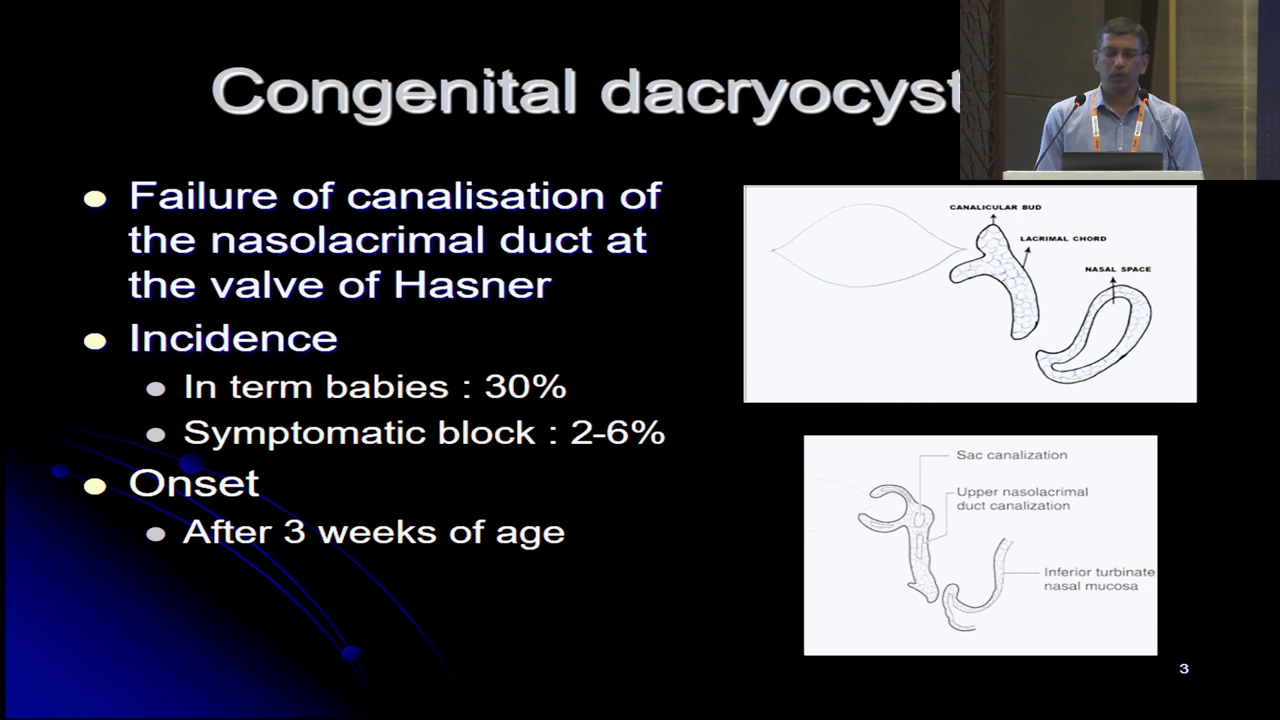 Congenital dacryocyst
Failure of canalisation of
the nasolacrimal duct at
the valve of Hasner
Incidence
In term babies : 30%
Symptomatic block : 2-6%
Onset
After 3 weeks of age
CANALICULAR BUD
LACRIMAL CHORD
NASAL SPACE
Sac canalization
Upper nasolacrimal
duct canalization
Inferior turbinate
nasal mucosa
3